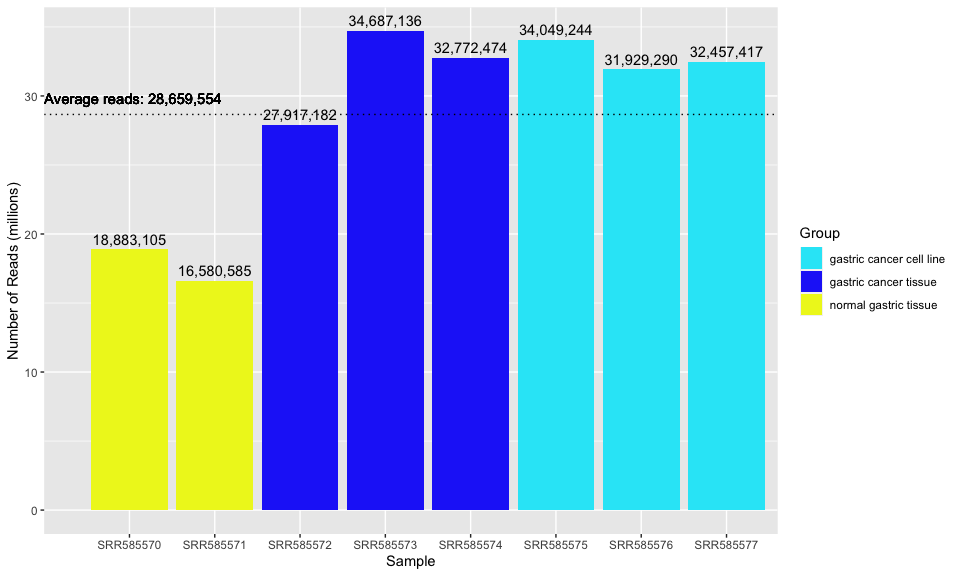 34,687,136
34,049,244
32,772,474
32,457,417
31,929,290
30
Average reads: 28,659,554
27,917,182
20
18,883,105
16,580,585
10
0
Number of Reads (millions)
SRR585570 SRR585571 SRR585572 SRR585573 SRR585574 SRR585575 SRR585576 SRR585577
Sample
Group
gastric cancer cell line
gastric cancer tissue
normal gastric tissue